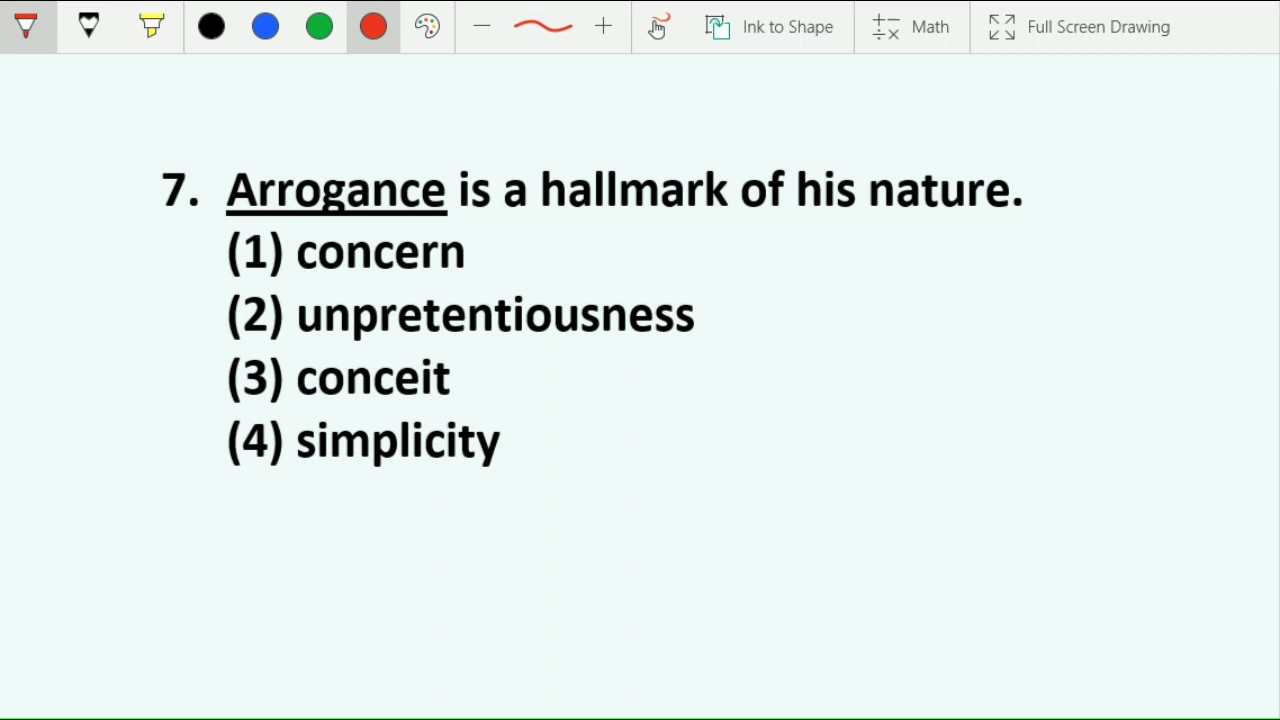 Ink to Shape Math Full Screen Drawing
7. Arrogance is a hallmark of his nature.
(1) concern
(2) unpretentiousness
(3) conceit
(4) simplicity